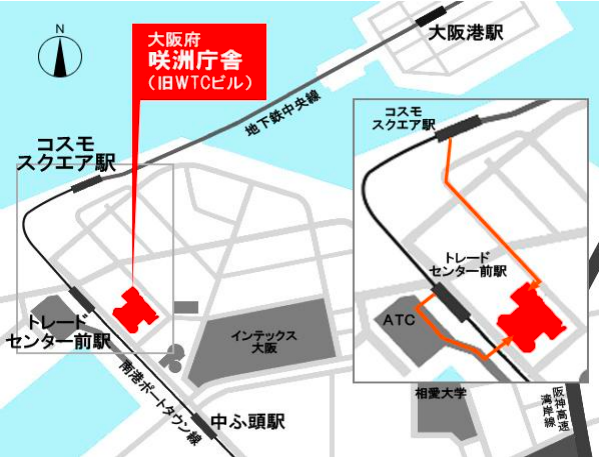 N
大阪府
咲洲庁舎
（旧WTCビル）
大阪港駅
地下鉄中央線
コスモ
スクエア駅
コスモ
スクエア駅
トレード
センター前駅
ATC
トレード
センター前駅
インテックス
大阪
相愛大学
南港ポートタウン線
中ふ頭駅
阪神高速
湾岸線